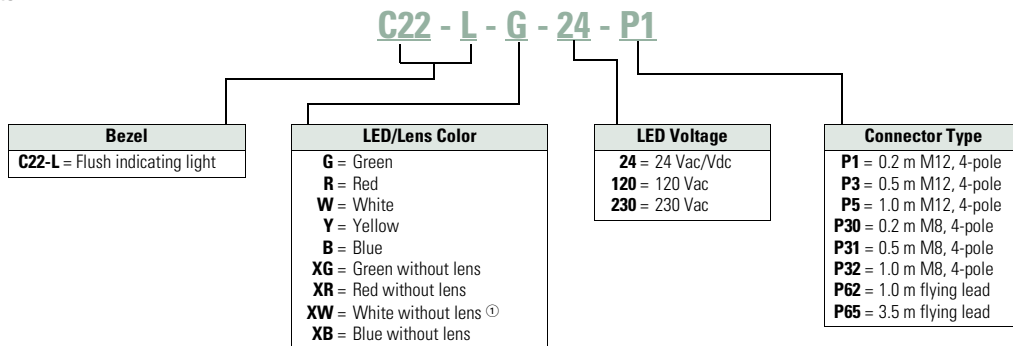 C22 - L - G - 24 - P1
Bezel
C22-L = Flush indicating light
LED/Lens Color
G = Green
R = Red
W = White
Y = Yellow
B = Blue
XG = Green without lens
XR = Red without lens
XW = White without lens ①
XB = Blue without lens
LED Voltage
24 = 24 Vac/Vdc
120 = 120 Vac
230 = 230 Vac
Connector Type
P1 = 0.2 m M12, 4-pole
P3 = 0.5 m M12, 4-pole
P5 = 1.0 m M12, 4-pole
P30 = 0.2 m M8, 4-pole
P31 = 0.5 m M8, 4-pole
P32 = 1.0 m M8, 4-pole
P62 = 1.0 m flying lead
P65 = 3.5 m flying lead